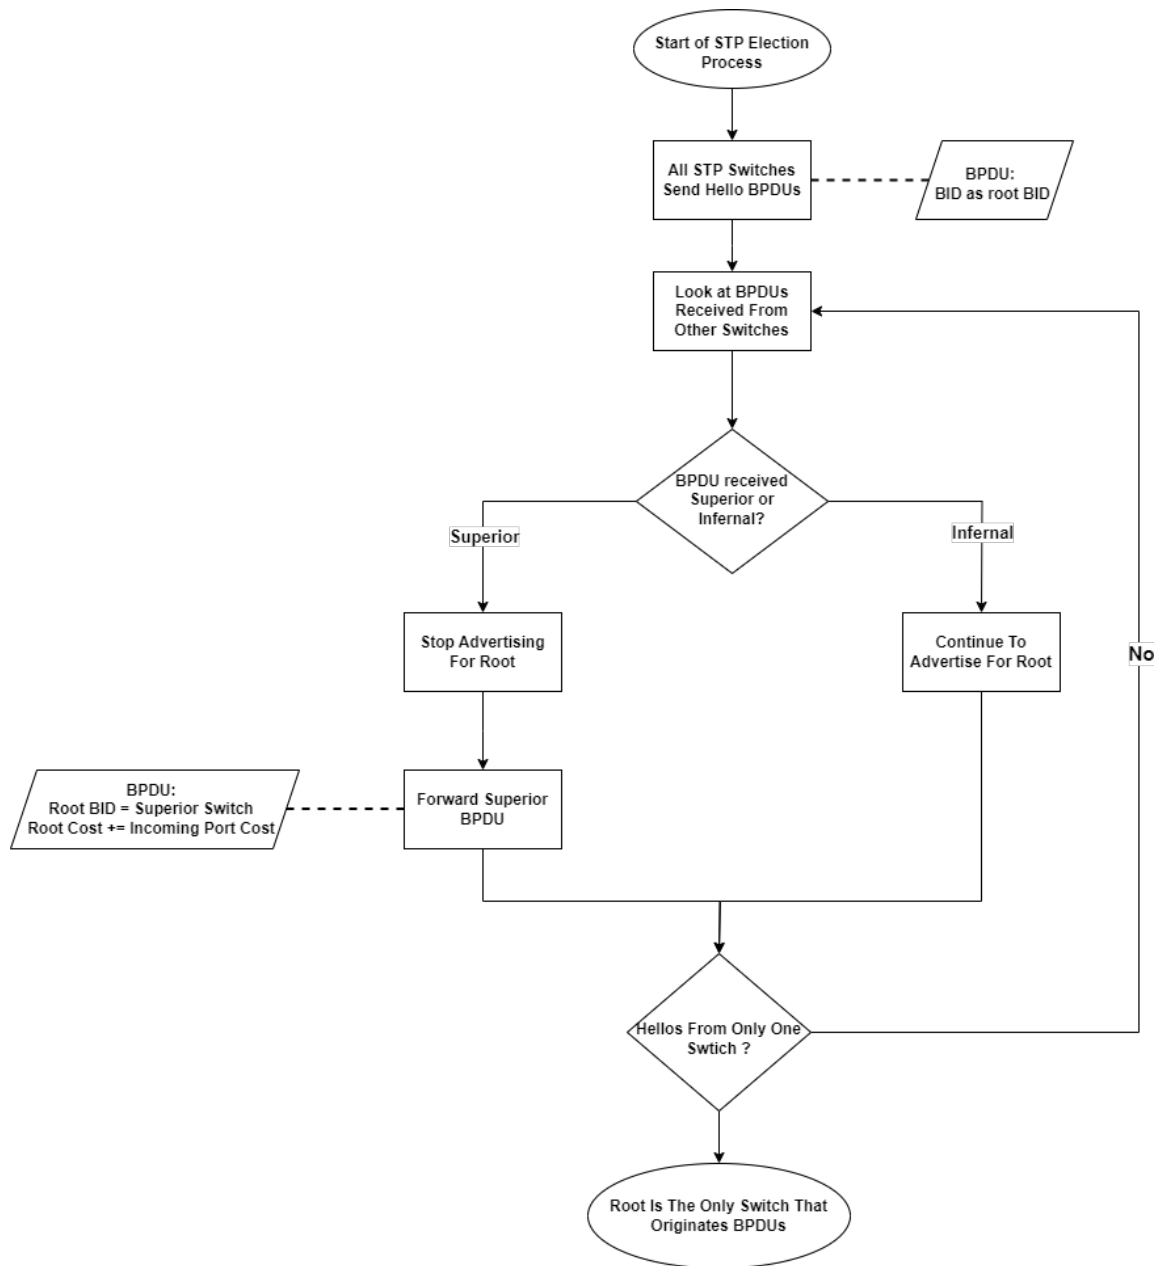 Start of STP Election
Process
All STP Switches
Send Hello BPDUs
BPDU:
BID as root BID
Look at BPDUs
Received From
Other Switches
BPDU received
Superior or
Infernal?
Superior
Infernal
Stop Advertising
For Root
Continue To
Advertise For Root
No
BPDU:
Root BID = Superior Switch
Root Cost += Incoming Port Cost
Forward Superior
BPDU
Hellos From Only One
Swtich ?
Root Is The Only Switch That
Originates BPDUs